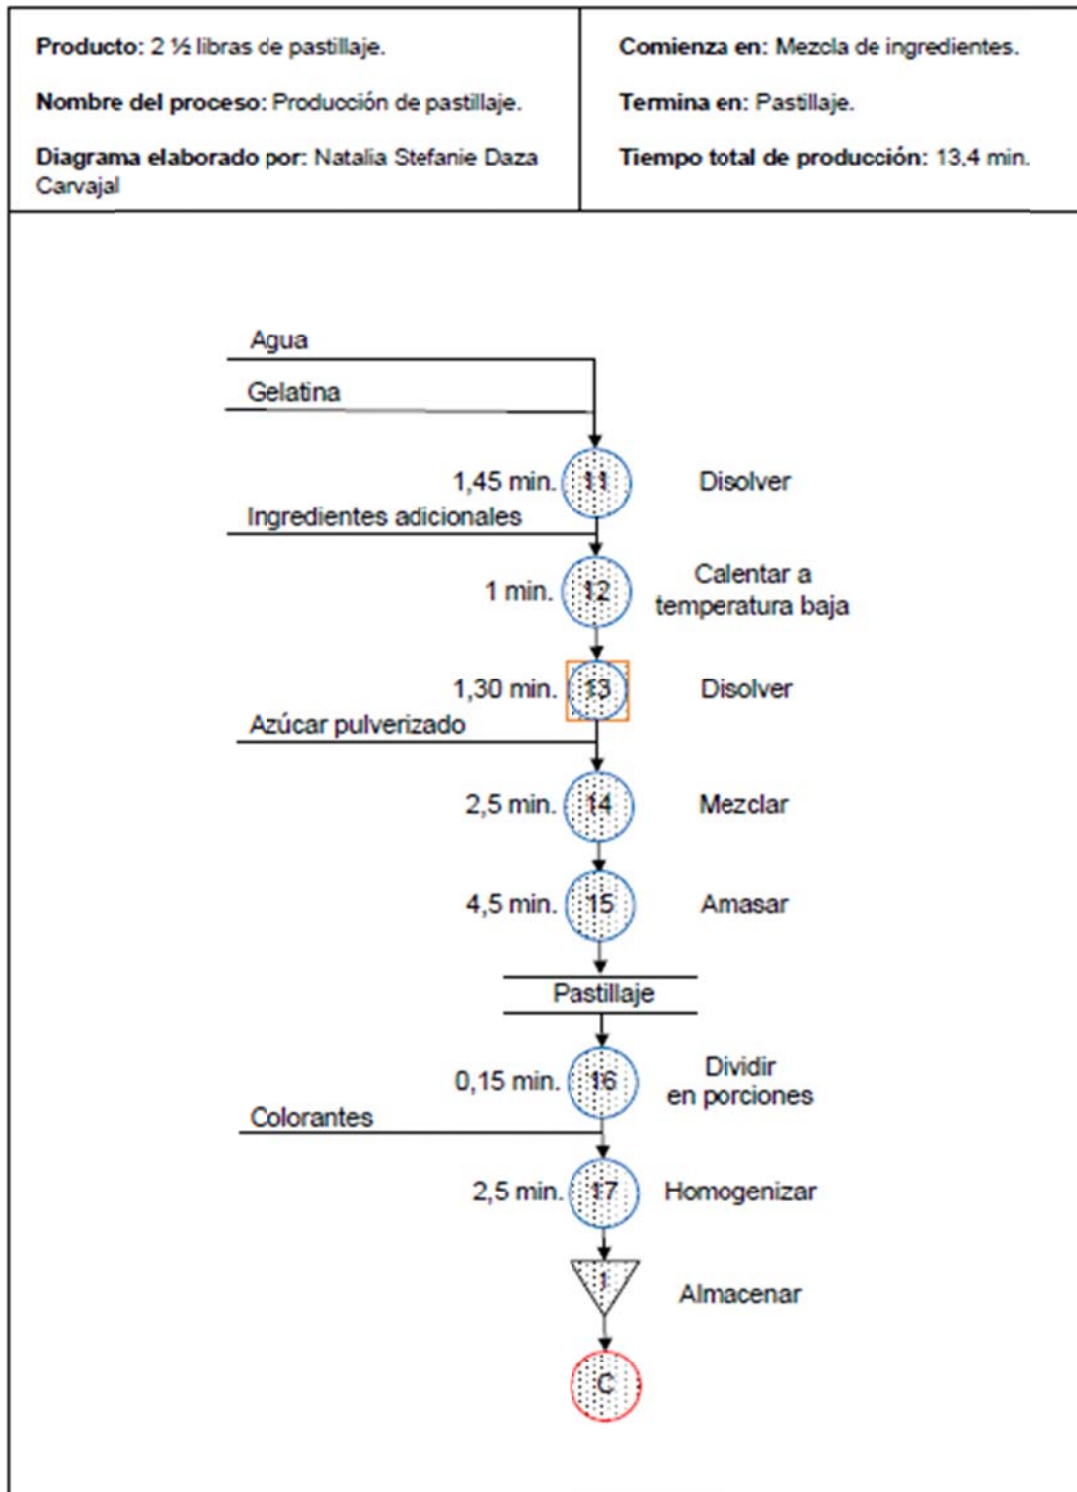 Producto: 2 ½ libras de pastillaje.
Nombre del proceso: Producción de pastillaje.
Diagrama elaborado por: Natalia Stefanie Daza
Carvajal
Comienza en: Mezcla de ingredientes.
Termina en: Pastillaje.
Tiempo total de producción: 13,4 min.
Agua
Gelatina
1,45 min. 11 Disolver
Ingredientes adicionales
1 min. 12 Calentar a
temperatura baja
1,30 min. 13 Disolver
Azúcar pulverizado
2,5 min. 14 Mezclar
4,5 min. 15 Amasar
Pastillaje
0,15 min. 16 Dividir
en porciones
Colorantes
2,5 min. 17 Homogenizar
1 Almacenar
C